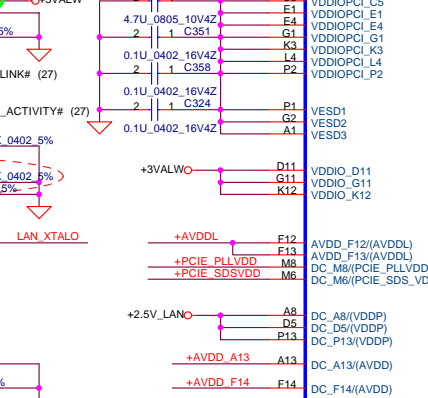 +3VALW
VDDIOPCI_C5
E1 VDDIOPCI_E1
4.7U_0805_10V4Z E4 VDDIOPCI_E4
5% 2 1 C351 G1 VDDIOPCI_G1
K3 VDDIOPCI_K3
0.1U_0402_16V4Z L4 VDDIOPCI_L4
LINK# (27) 2 1 C358 P2 VDDIOPCI_P2
0.1U_0402_16V4Z
_ACTIVITY# (27) 2 1 C324 P1 VESD1
G2 VESD2
0.1U_0402_16V4Z A1 VESD3
_0402_5%
+3VALW D11 VDDIO_D11
_0402_5% G11 VDDIO_G11
5% K12 VDDIO_K12
LAN_XTALO +AVDDL F12 AVDD_F12/(AVDDL)
F13 AVDD_F13/(AVDDL)
+PCIE_PLLVDD M8 DC_M8/(PCIE_PLLVDD
+PCIE_SDSVDD M6 DC_M6/(PCIE_SDS_VD
+2.5V_LAN A8 DC_A8/(VDDP)
D5 DC_D5/(VDDP)
P13 DC_P13/(VDDP)
+AVDD_A13 A13 DC_A13/(AVDD)
% +AVDD_F14 F14 DC_F14/(AVDD)